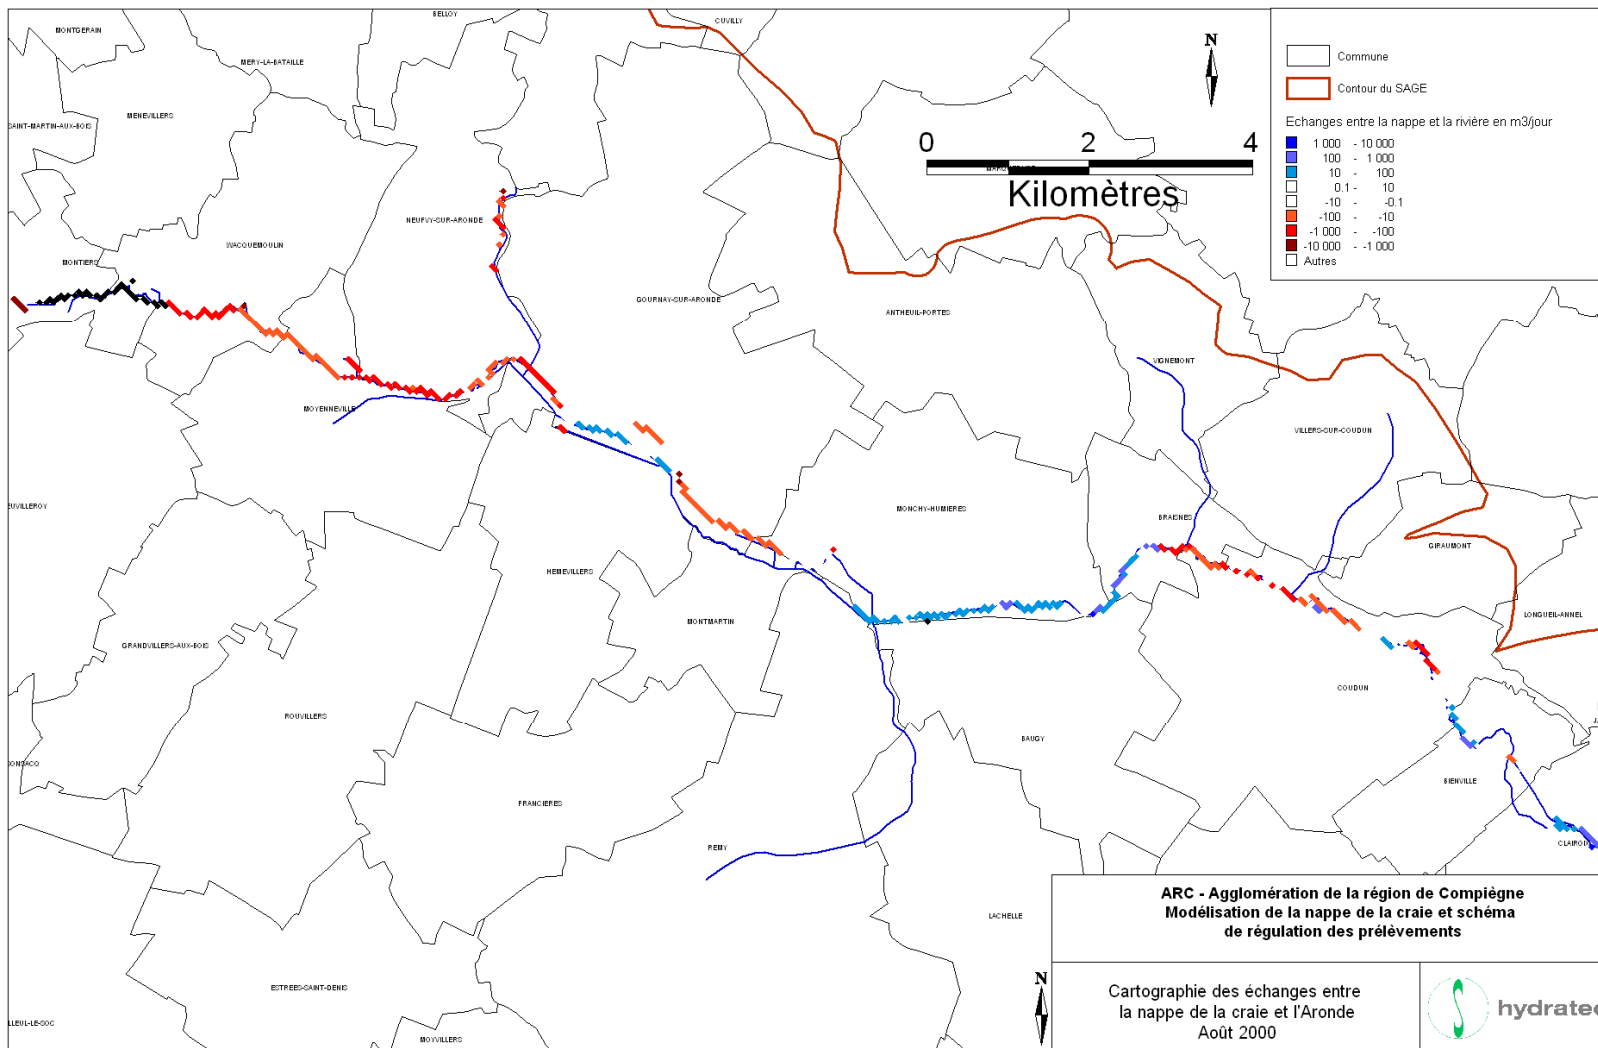 BELLOY
CUVILLY
MONTGERAIN
MERY-LA-BATAILLE
MENEVILLERS
SAINT-MARTIN-AUX-BOIS
N
Commune
Contour du SAGE
Echanges entre la nappe et la rivière en m3/jour
1 000 - 10 000
100 - 1 000
10 - 100
0.1 - 10
-10 - -0.1
-100 - -10
-1 000 - -100
-10 000 - -1 000
Autres
0 2 4
Kilomètres
NEUFVY-SUR-ARONDE
WACQUEMOULIN
MONTIERS
GOURNAY-SUR-ARONDE
ANTHEUIL-PORTES
VIGNEMONT
MOYENNEVILLE
VILLERS-SUR-COUDUN
EUVILLEROY
MONCHY-HUMIERES
BRAISNES
GIRAUMONT
HEMEVILLERS
LONGUEIL-ANNEL
MONTMARTIN
GRANDVILLERS-AUX-BOIS
COUDUN
ROUVILLERS
BAUGY
BIENVILLE
FRANCIERES
REMY
CLAIROIX
LACHELLE
ESTREES-SAINT-DENIS
LLEUL-LE-SOC
MOYVILLERS
ARC - Agglomération de la région de Compiègne
Modélisation de la nappe de la craie et schéma
de régulation des prélèvements
N
Cartographie des échanges entre
la nappe de la craie et l'Aronde
Août 2000
hydratec